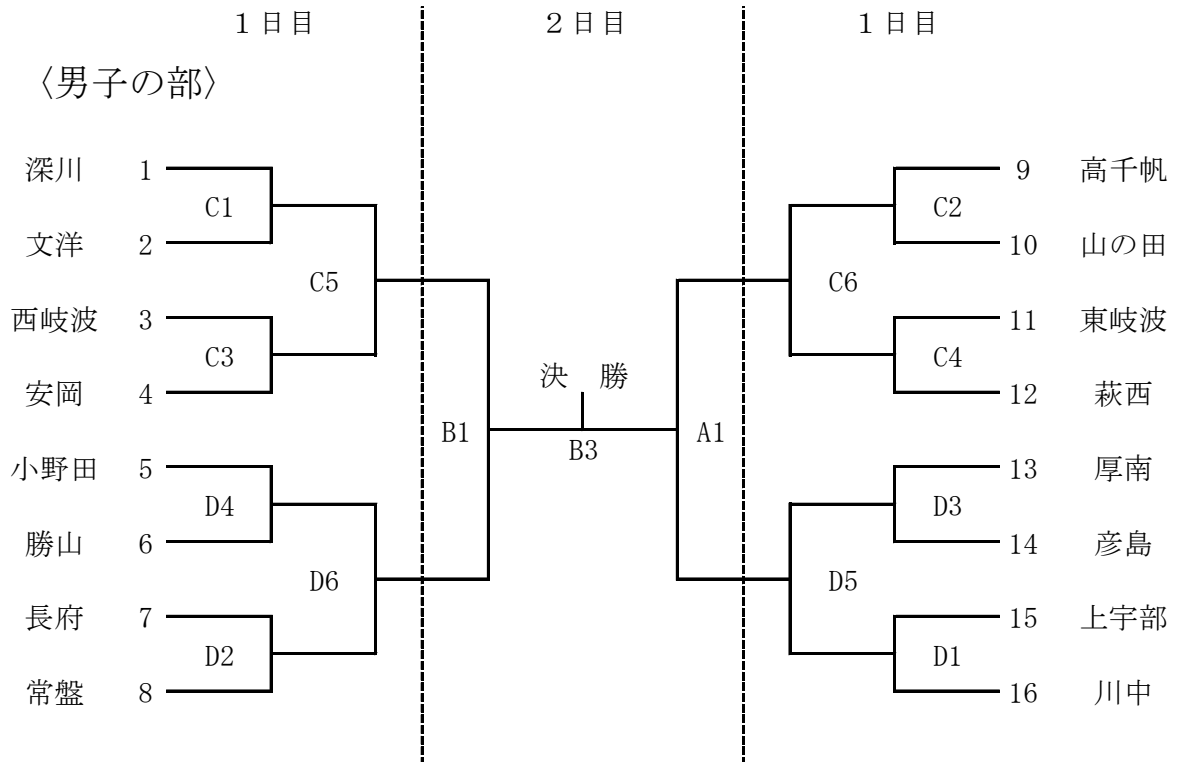 １日目 ２日目 １日目
〈男子の部〉
深川 1 9 高千帆
C1 C2
文洋 2 10 山の田
C5 C6
西岐波 3 11 東岐波
C3 C4
決 勝
安岡 4 12 萩西
B1 A1
B3
小野田 5 13 厚南
D4 D3
勝山 6 14 彦島
D6 D5
長府 7 15 上宇部
D2 D1
常盤 8 16 川中